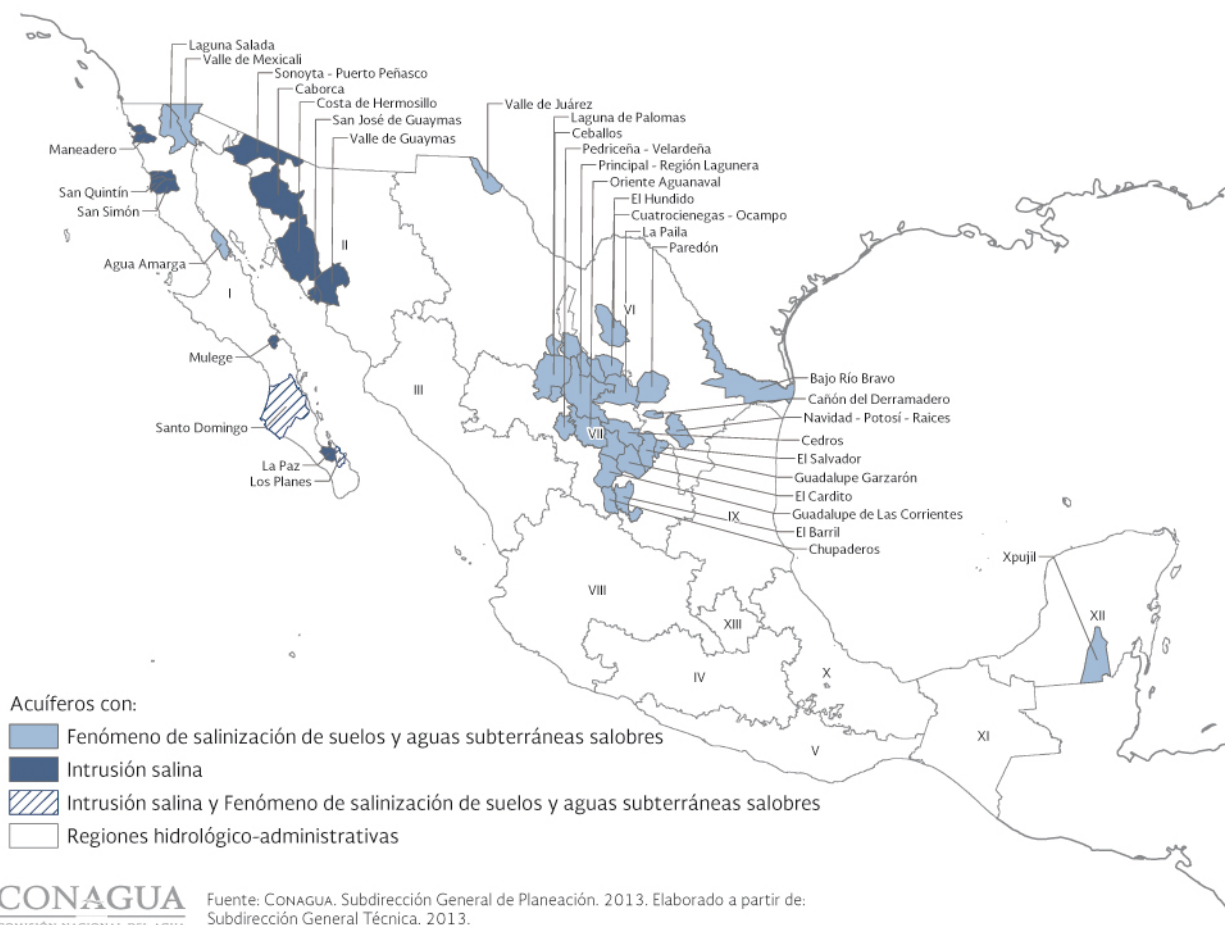 Laguna Salada
Valle de Mexicali
Sonoyta - Puerto Peñasco
Caborca
Costa de Hermosillo
San José de Guaymas
Valle de Guaymas
Valle de Juárez
Laguna de Palomas
Ceballos
Pedriceña - Velardeña
Principal - Región Lagunera
Oriente Aguanaval
El Hundido
Cuatrocienegas - Ocampo
La Paila
Paredón
Maneadero
San Quintín
San Simón
Agua Amarga
Mulege
Santo Domingo
La Paz
Los Planes
I
II
III
VI
VII
Bajo Río Bravo
Cañón del Derramadero
Navidad - Potosí - Raices
Cedros
El Salvador
Guadalupe Garzarón
El Cardito
Guadalupe de Las Corrientes
El Barril
Chupaderos
IX
Xpujil
XII
VIII
XIII
IV
X
V
XI
Acuíferos con:
Fenómeno de salinización de suelos y aguas subterráneas salobres
Intrusión salina
Intrusión salina y Fenómeno de salinización de suelos y aguas subterráneas salobres
Regiones hidrológico-administrativas
CONAGUA
Fuente: CONAGUA. Subdirección General de Planeación. 2013. Elaborado a partir de:
Subdirección General Técnica. 2013.